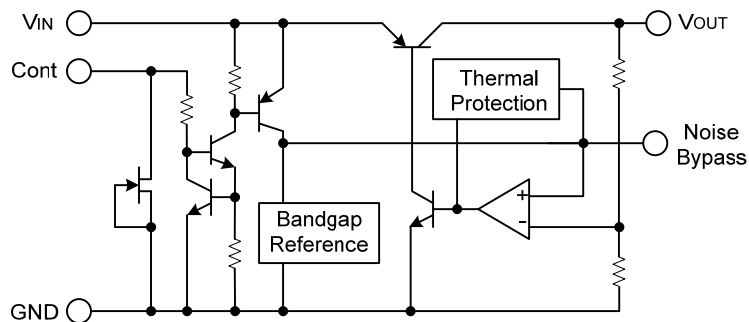 VIN
VOUT
Cont
Thermal
Protection
Noise
Bypass
+
-
Bandgap
Reference
GND